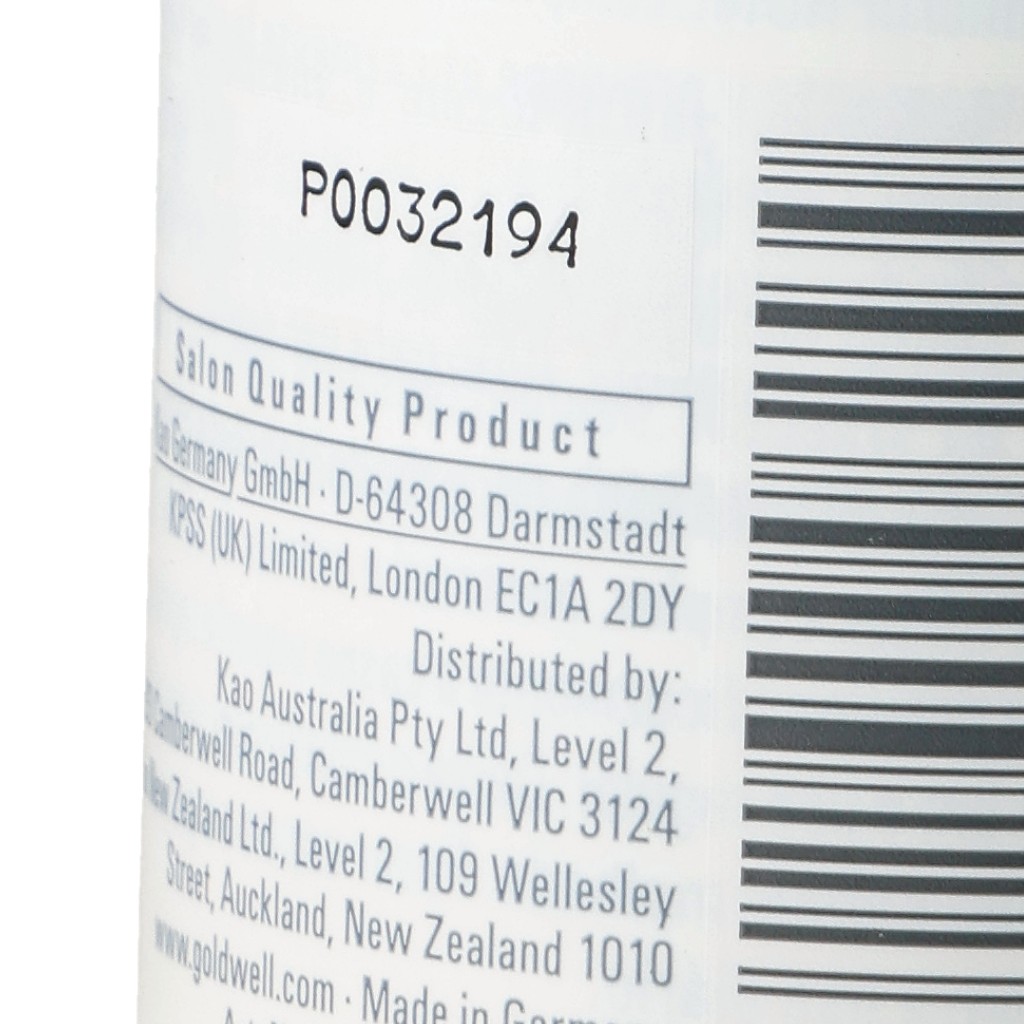 P0032194
Salon Quality Product
Kao Germany GmbH · D-64308 Darmstadt
KPSS (UK) Limited, London EC1A 2DY
Distributed by:
Kao Australia Pty Ltd, Level 2,
Camberwell Road, Camberwell VIC 3124
New Zealand Ltd., Level 2, 109 Wellesley
Street, Auckland, New Zealand 1010
www.goldwell.com · Made in